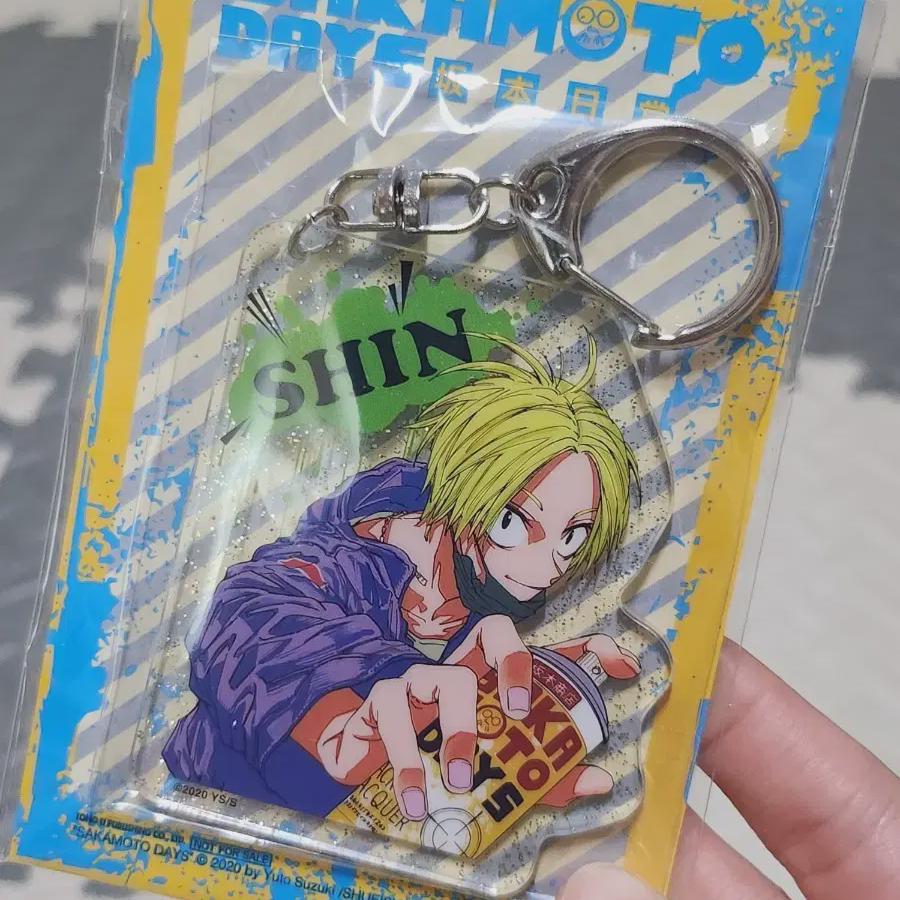 SAKAMOTO
DAYS 坂本日常
SHIN
坂本商店
SAKA
MOTO
DAYS
LACQUER
©2020 YS/S
NOT FOR SALE
"SAKAMOTO DAYS" © 2020 by Yuto Suzuki /SHUEISHA